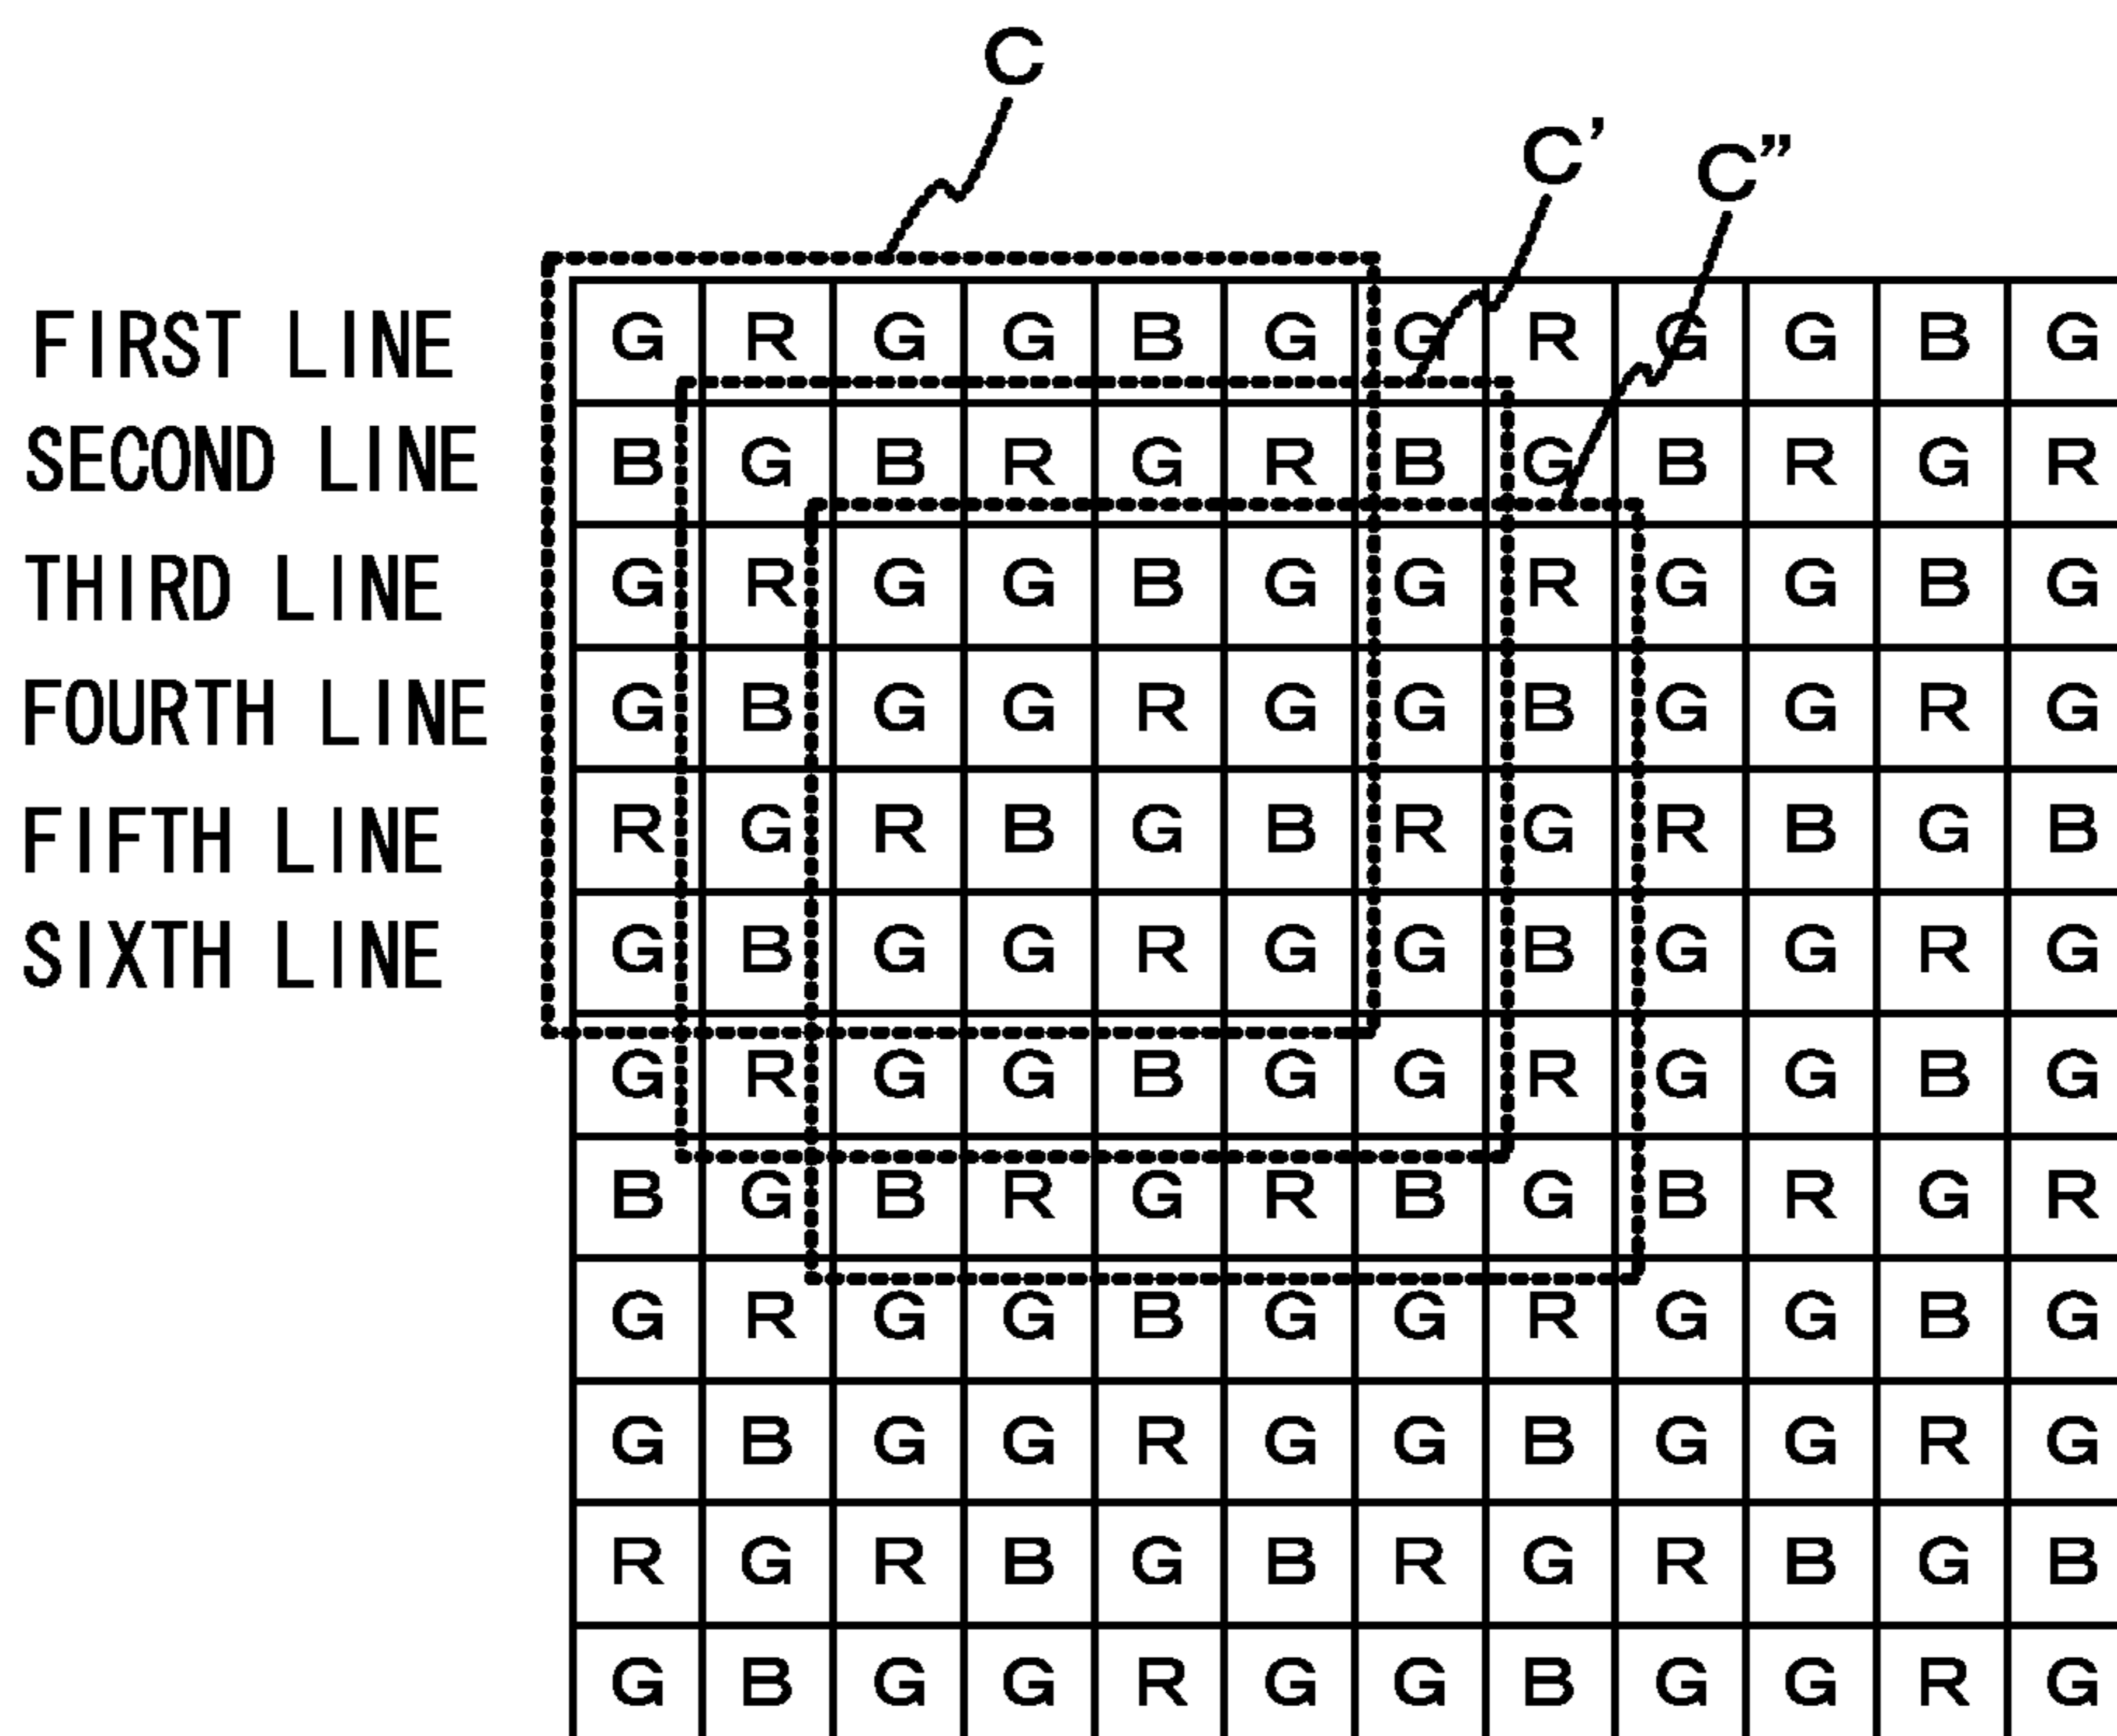 C
C'
C"
FIRST LINE G R G G B G G R G G B G
SECOND LINE B G B R G R B G B R G R
THIRD LINE G R G G B G G R G G B G
FOURTH LINE G B G G R G G B G G R G
FIFTH LINE R G R B G B R G R B G B
SIXTH LINE G B G G R G G B G G R G
G R G G B G G R G G B G
B G B R G R B G B R G R
G R G G B G G R G G B G
G B G G R G G B G G R G
R G R B G B R G R B G B
G B G G R G G B G G R G